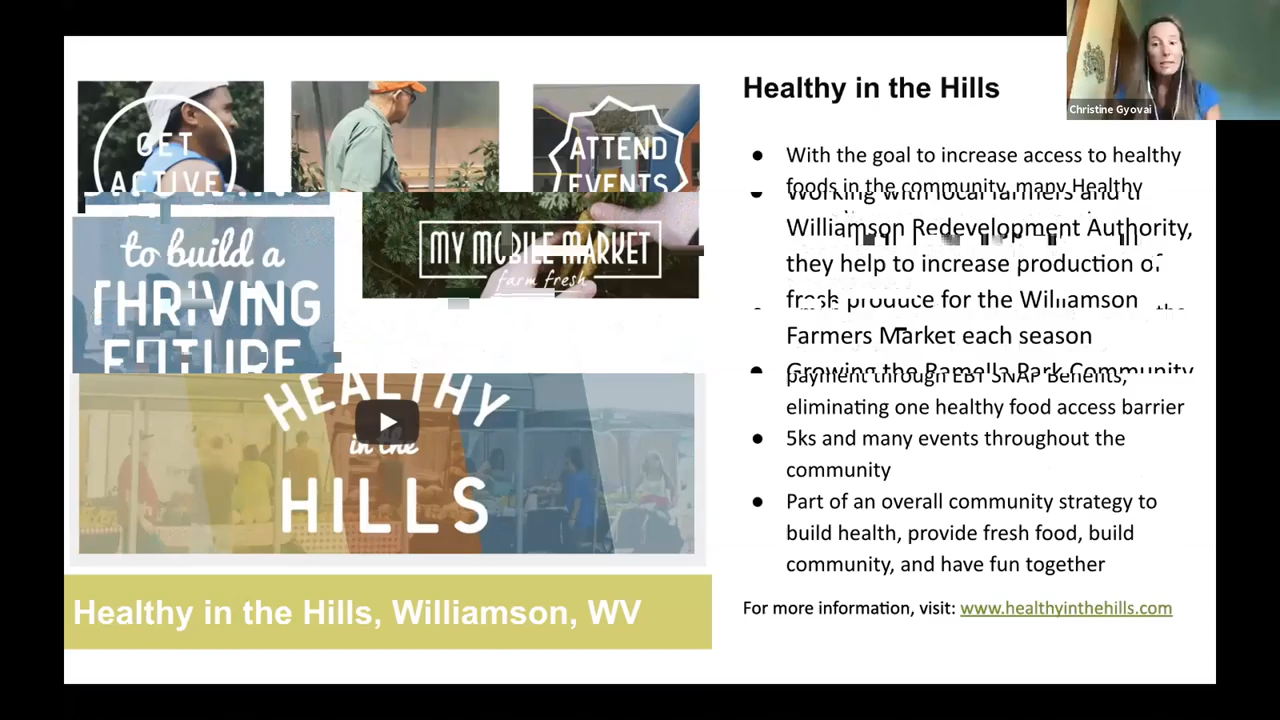 Christine Gyovai
GET
ACTIVE
ATTEND
EVENTS
to build a
THRIVING
FUTURE
MY MOBILE MARKET
farm fresh
HEALTHY
in the
HILLS
Healthy in the Hills, Williamson, WV
Healthy in the Hills
● With the goal to increase access to healthy
foods in the community, many Healthy
● Working with local farmers and
Williamson Redevelopment Authority,
they help to increase production of
fresh produce for the Williamson
Farmers Market each season
● Growing the Parsella Park Community
payment through EBT SNAP Benefits,
eliminating one healthy food access barrier
● 5ks and many events throughout the
community
● Part of an overall community strategy to
build health, provide fresh food, build
community, and have fun together
For more information, visit: www.healthyinthehills.com